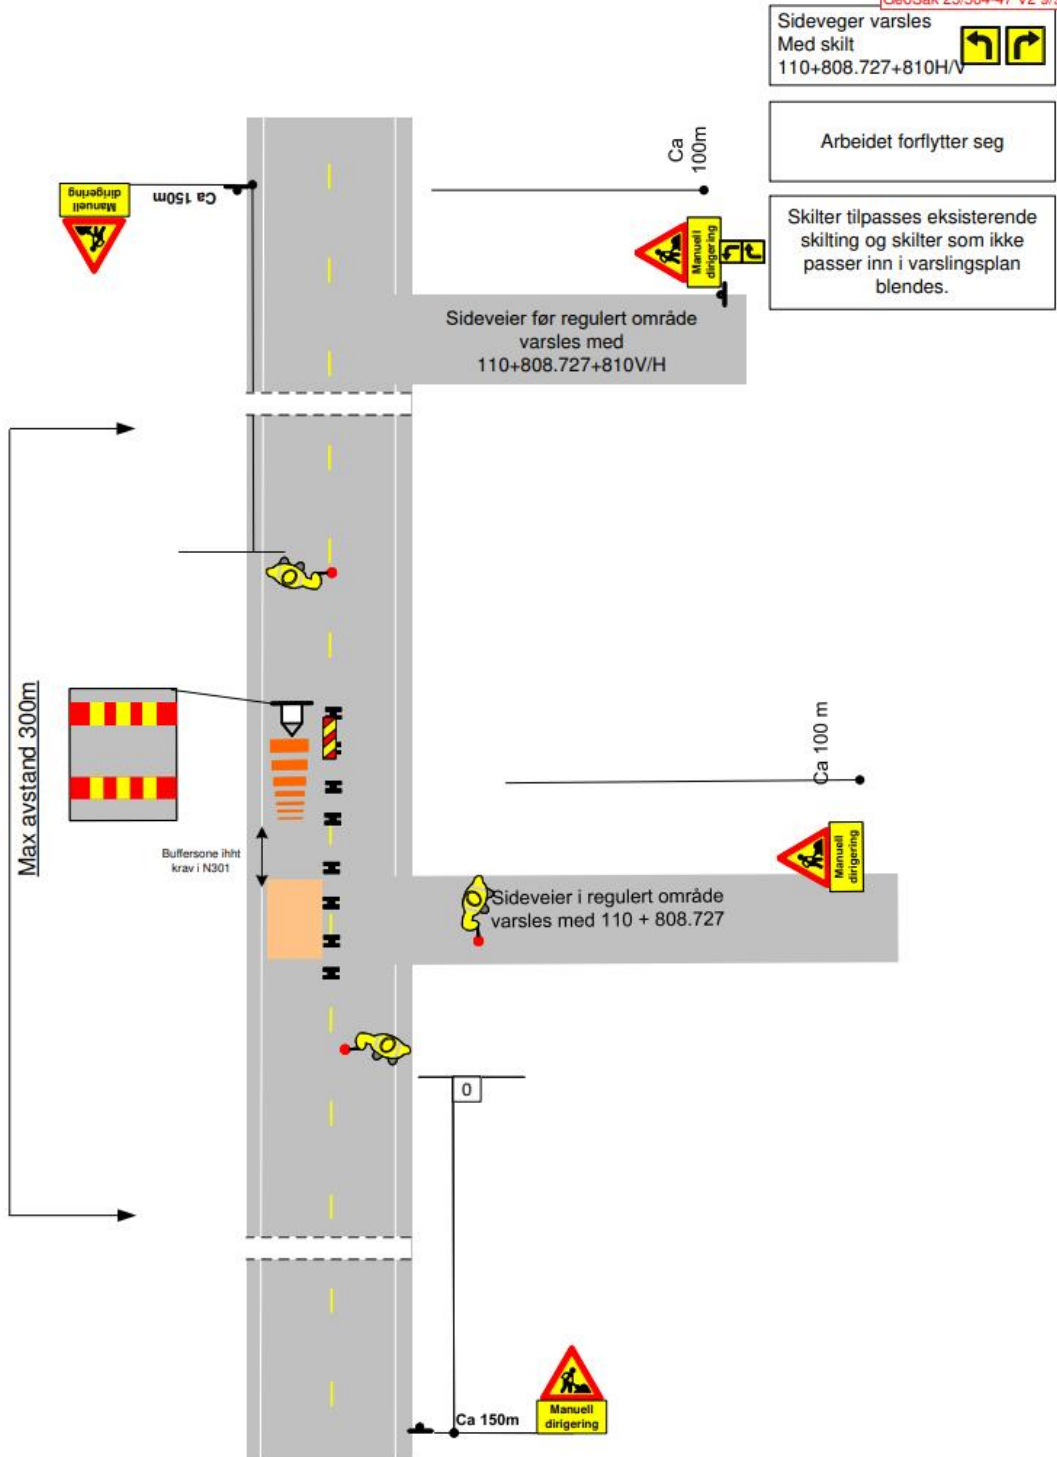 Sideveger varsles
Med skilt
110+808.727+810H/V
Arbeidet forflytter seg
Skilter tilpasses eksisterende
skilting og skilter som ikke
passer inn i varslingsplan
blendes.
Ca
100m
Manuell
dirigering
Ca 150m
Manuell
dirigering
Sideveier før regulert område
varsles med
110+808.727+810V/H
Max avstand 300m
Buffersone ihht
krav i N301
Ca 100 m
Manuell
dirigering
Sideveier i regulert område
varsles med 110 + 808.727
0
Ca 150m
Manuell
dirigering